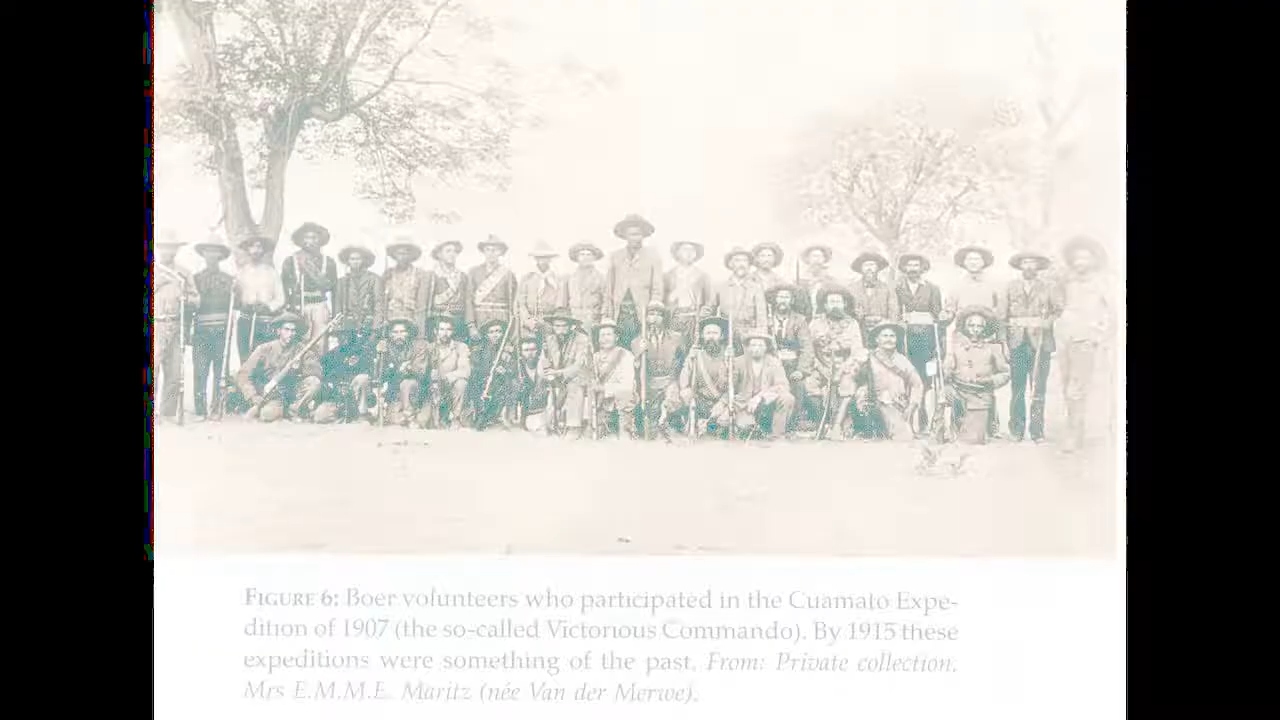 FIGURE 6: Boer volunteers who participated in the Cuamato Expe-
dition of 1907 (the so-called Victorious Commando). By 1915 these
expeditions were something of the past. From: Private collection,
Mrs E.M.M.E. Maritz (née Van der Merwe).